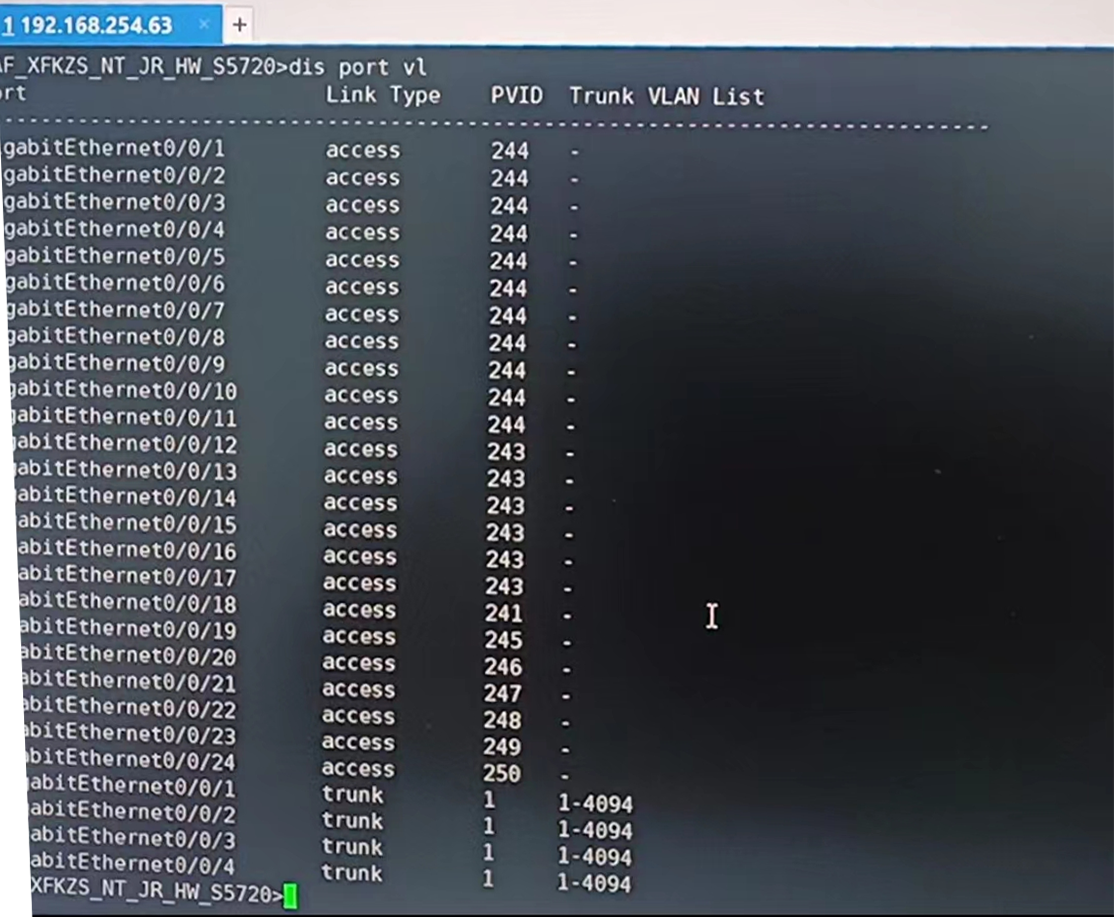 1 192.168.254.63 × +
AF_XFKZS_NT_JR_HW_S5720>dis port vl
ort Link Type PVID Trunk VLAN List
-------------------------------------------------------------------------------
gabitEthernet0/0/1 access 244 -
gabitEthernet0/0/2 access 244 -
gabitEthernet0/0/3 access 244 -
gabitEthernet0/0/4 access 244 -
gabitEthernet0/0/5 access 244 -
gabitEthernet0/0/6 access 244 -
gabitEthernet0/0/7 access 244 -
gabitEthernet0/0/8 access 244 -
gabitEthernet0/0/9 access 244 -
gabitEthernet0/0/10 access 244 -
gabitEthernet0/0/11 access 244 -
gabitEthernet0/0/12 access 243 -
gabitEthernet0/0/13 access 243 -
abitEthernet0/0/14 access 243 -
abitEthernet0/0/15 access 243 -
abitEthernet0/0/16 access 243 -
abitEthernet0/0/17 access 243 -
abitEthernet0/0/18 access 241 -
abitEthernet0/0/19 access 245 -
abitEthernet0/0/20 access 246 -
abitEthernet0/0/21 access 247 -
abitEthernet0/0/22 access 248 -
bitEthernet0/0/23 access 249 -
bitEthernet0/0/24 access 250 -
gabitEthernet0/0/1 trunk 1 1-4094
abitEthernet0/0/2 trunk 1 1-4094
abitEthernet0/0/3 trunk 1 1-4094
abitEthernet0/0/4 trunk 1 1-4094
XFKZS_NT_JR_HW_S5720>